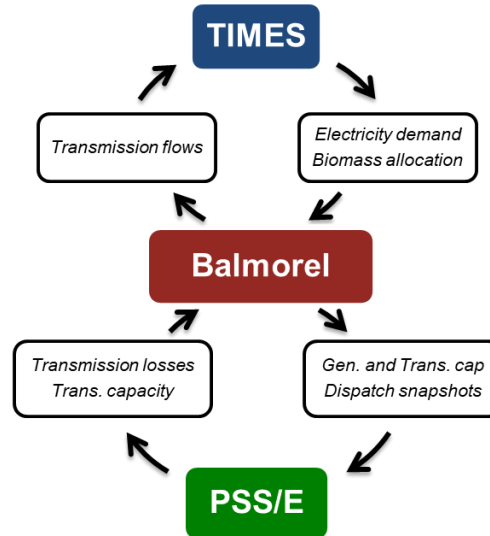 TIMES
Transmission flows
Electricity demand
Biomass allocation
Balmorel
Transmission losses
Trans. capacity
Gen. and Trans. cap
Dispatch snapshots
PSS/E